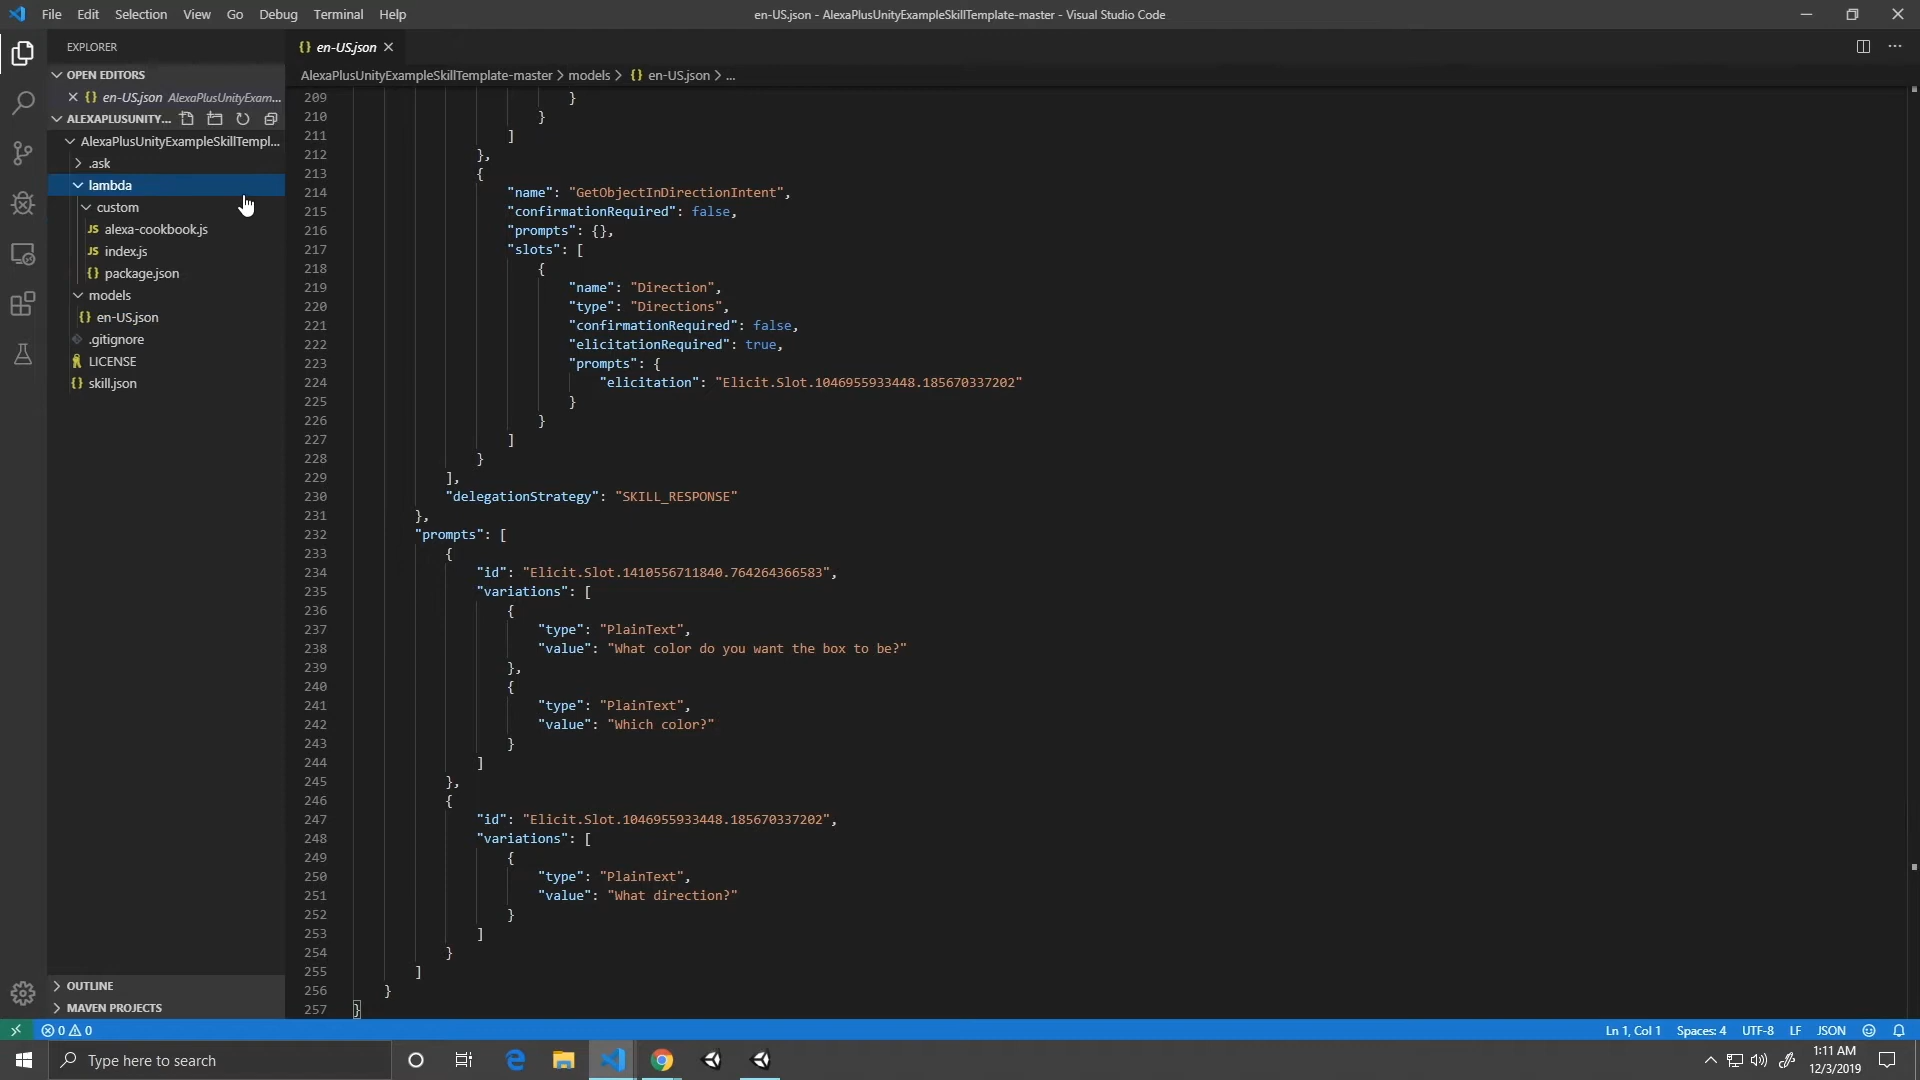 File Edit Selection View Go Debug Terminal Help
en-US.json - AlexaPlusUnityExampleSkillTemplate-master - Visual Studio Code
EXPLORER
OPEN EDITORS
{} en-US.json AlexaPlusUnityExam...
ALEXAPLUSUNITY...
AlexaPlusUnityExampleSkillTempl...
.ask
lambda
custom
JS alexa-cookbook.js
JS index.js
{} package.json
models
{} en-US.json
.gitignore
LICENSE
{} skill.json
OUTLINE
MAVEN PROJECTS
{} en-US.json
AlexaPlusUnityExampleSkillTemplate-master > models > {} en-US.json > ...
209 }
210 }
211 ]
212 },
213 {
214 "name": "GetObjectInDirectionIntent",
215 "confirmationRequired": false,
216 "prompts": {},
217 "slots": [
218 {
219 "name": "Direction",
220 "type": "Directions",
221 "confirmationRequired": false,
222 "elicitationRequired": true,
223 "prompts": {
224 "elicitation": "Elicit.Slot.1046955933448.185670337202"
225 }
226 }
227 ]
228 }
229 ],
230 "delegationStrategy": "SKILL_RESPONSE"
231 },
232 "prompts": [
233 {
234 "id": "Elicit.Slot.1410556711840.764264366583",
235 "variations": [
236 {
237 "type": "PlainText",
238 "value": "What color do you want the box to be?"
239 },
240 {
241 "type": "PlainText",
242 "value": "Which color?"
243 }
244 ]
245 },
246 {
247 "id": "Elicit.Slot.1046955933448.185670337202",
248 "variations": [
249 {
250 "type": "PlainText",
251 "value": "What direction?"
252 }
253 ]
254 }
255 ]
256 }
257 }
0 0
Ln 1, Col 1 Spaces: 4 UTF-8 LF JSON
Type here to search
1:11 AM
12/3/2019